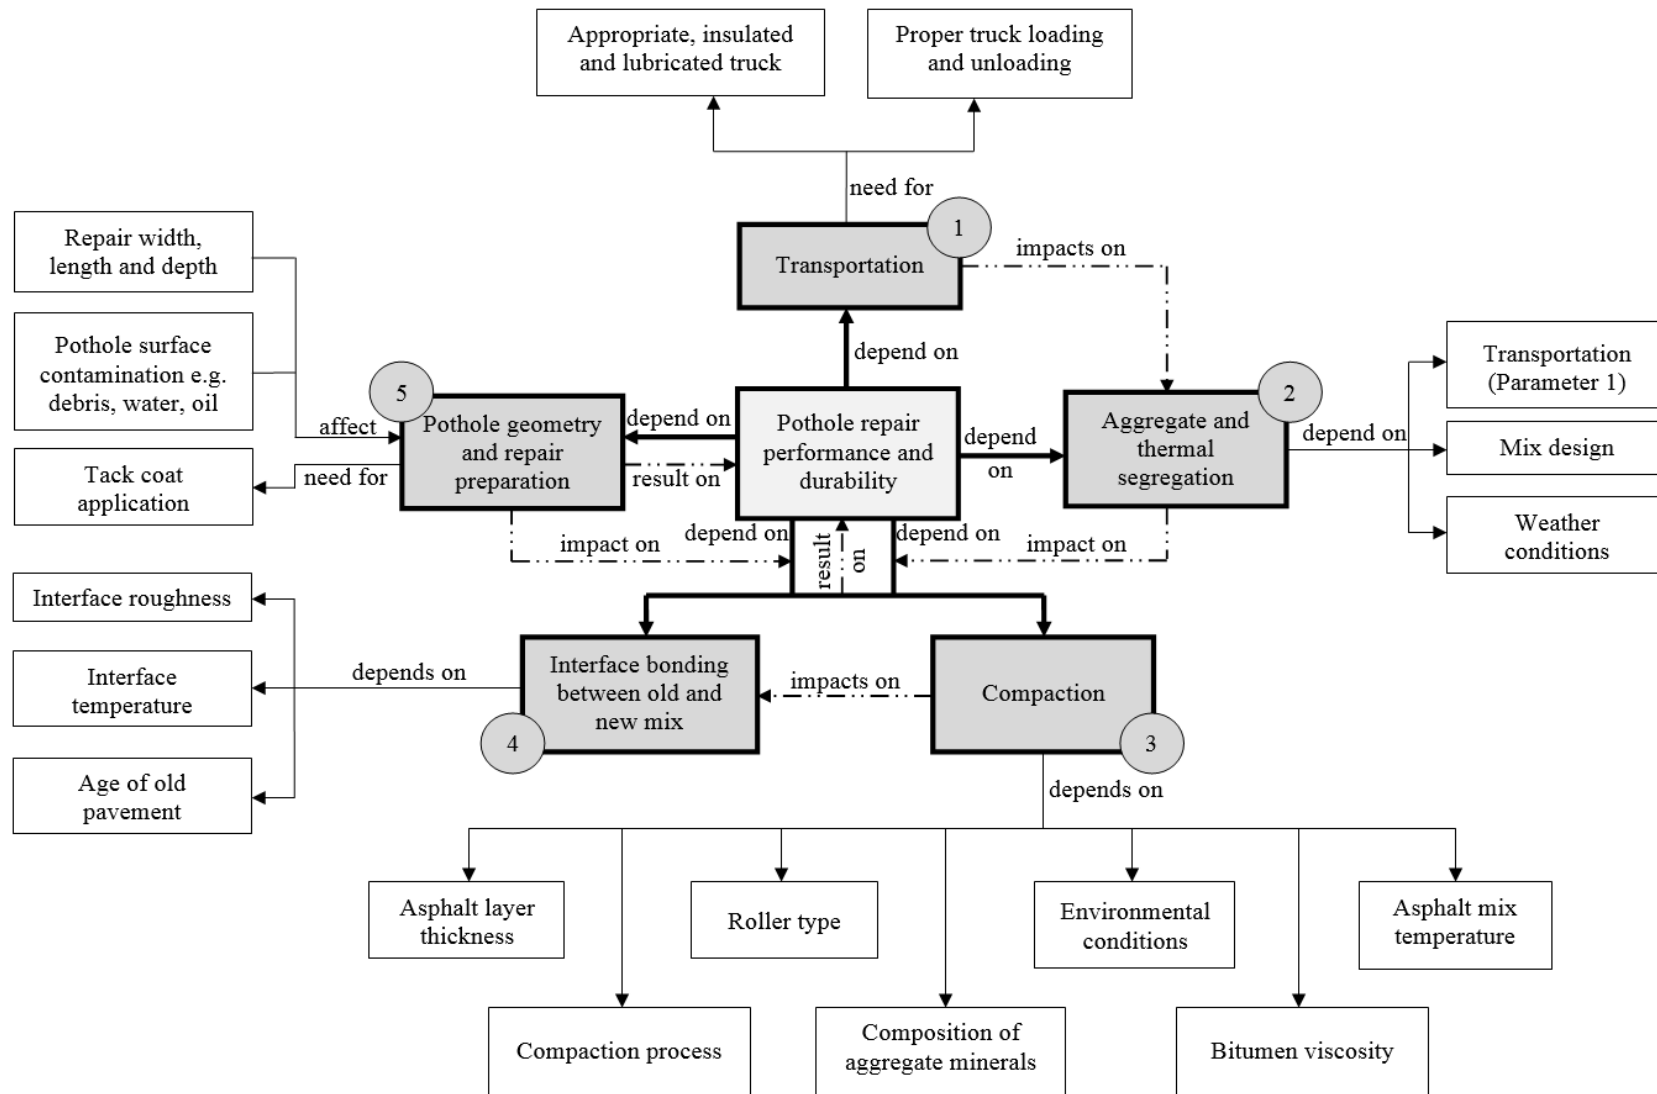 Appropriate, insulated
and lubricated truck
Proper truck loading
and unloading
need for
1
Transportation
impacts on
Repair width,
length and depth
Pothole surface
contamination e.g.
debris, water, oil
affect
Tack coat
application
need for
5
Pothole geometry
and repair
preparation
depend on
depend on
result on
Pothole repair
performance and
durability
depend
on
2
Aggregate and
thermal
segregation
depend on
Transportation
(Parameter 1)
Mix design
Weather
conditions
impact on
depend on
result
on
depend on
impact on
Interface roughness
Interface
temperature
Age of old
pavement
depends on
Interface bonding
between old and
new mix
4
impacts on
Compaction
3
depends on
Asphalt layer
thickness
Roller type
Environmental
conditions
Asphalt mix
temperature
Compaction process
Composition of
aggregate minerals
Bitumen viscosity